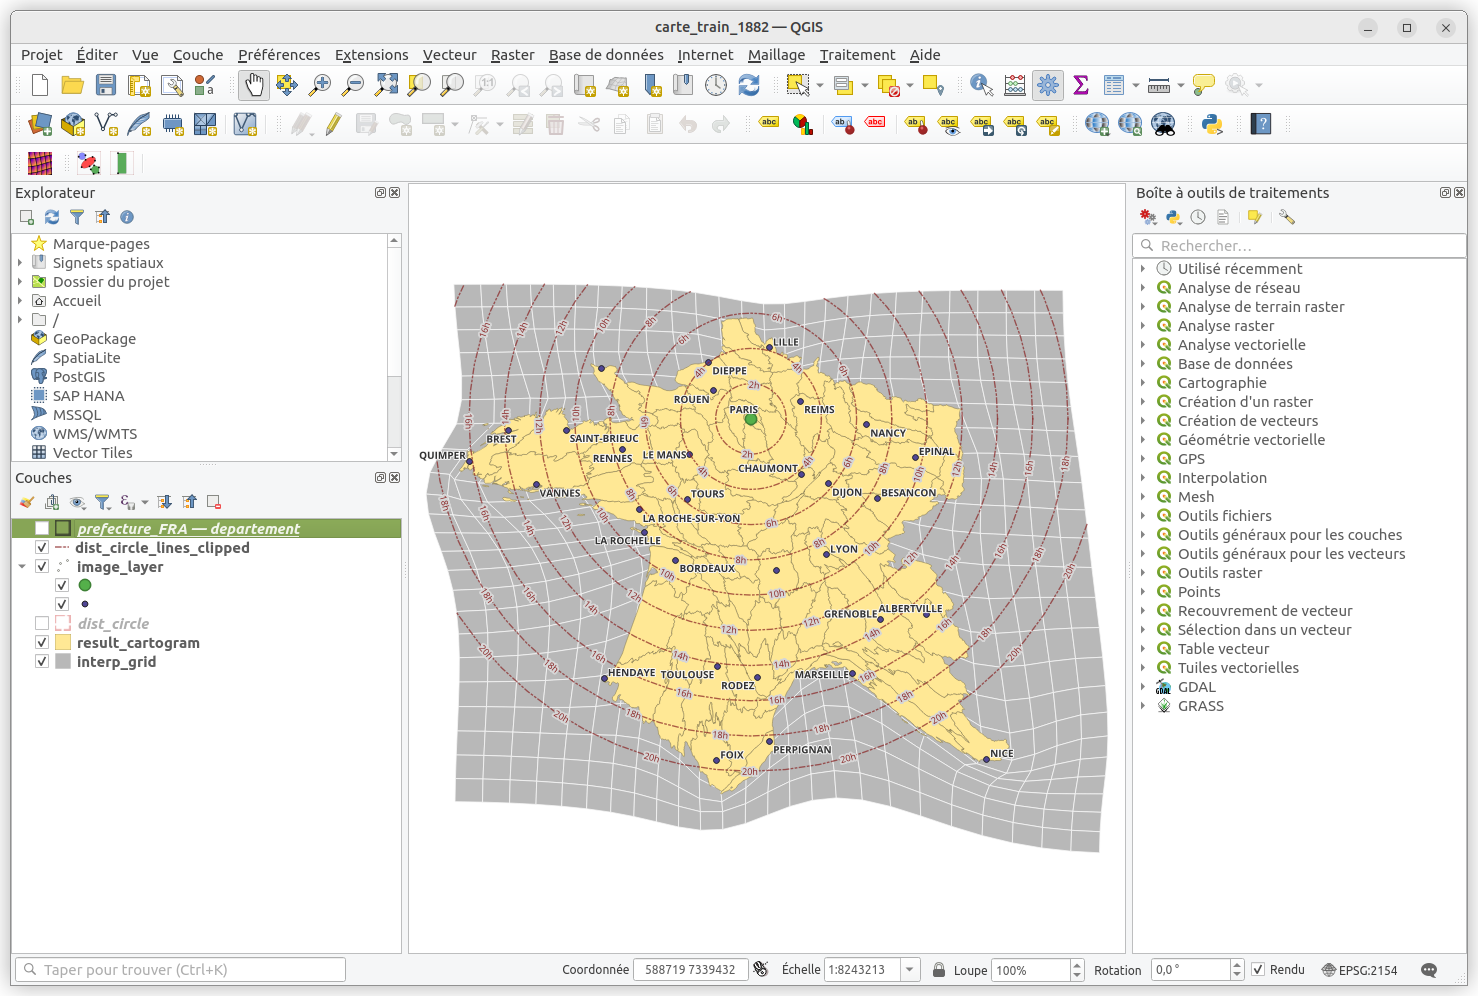 carte_train_1882 — QGIS
Projet Éditer Vue Couche Préférences Extensions Vecteur Raster Base de données Internet Maillage Traitement Aide
Explorateur
Marque-pages
Signets spatiaux
Dossier du projet
Accueil
/
GeoPackage
SpatiaLite
PostGIS
SAP HANA
MSSQL
WMS/WMTS
Vector Tiles
Couches
prefecture_FRA — departement
dist_circle_lines_clipped
image_layer
dist_circle
result_cartogram
interp_grid
LILLE
DIEPPE
ROUEN
PARIS
REIMS
BREST
SAINT-BRIEUC
NANCY
QUIMPER
RENNES
LE MANS
CHAUMONT
EPINAL
VANNES
TOURS
DIJON
BESANCON
LA ROCHE-SUR-YON
LA ROCHELLE
LYON
BORDEAUX
GRENOBLE
ALBERTVILLE
HENDAYE
TOULOUSE
RODEZ
MARSEILLE
FOIX
PERPIGNAN
NICE
2h
4h
6h
8h
10h
12h
14h
16h
18h
20h
Boîte à outils de traitements
Rechercher…
Utilisé récemment
Analyse de réseau
Analyse de terrain raster
Analyse raster
Analyse vectorielle
Base de données
Cartographie
Création d'un raster
Création de vecteurs
Géométrie vectorielle
GPS
Interpolation
Mesh
Outils fichiers
Outils généraux pour les couches
Outils généraux pour les vecteurs
Outils raster
Points
Recouvrement de vecteur
Sélection dans un vecteur
Table vecteur
Tuiles vectorielles
GDAL
GRASS
Taper pour trouver (Ctrl+K)
Coordonnée 588719 7339432 Échelle 1:8243213 Loupe 100% Rotation 0,0 ° Rendu EPSG:2154